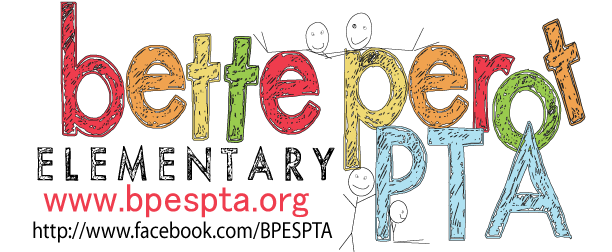 bette perot
ELEMENTARY PTA
www.bpespta.org
http://www.facebook.com/BPESPTA